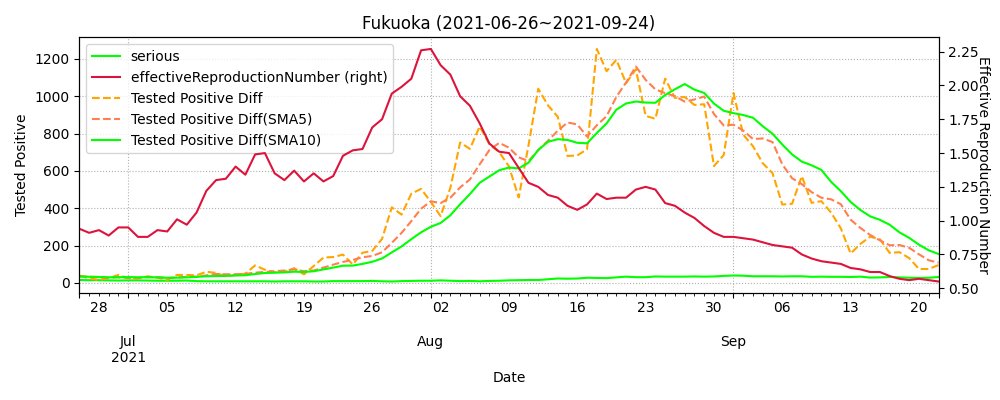 Fukuoka (2021-06-26~2021-09-24)
serious
effectiveReproductionNumber (right)
Tested Positive Diff
Tested Positive Diff(SMA5)
Tested Positive Diff(SMA10)
Tested Positive
1200
1000
800
600
400
200
0
Effective Reproduction Number
2.25
2.00
1.75
1.50
1.25
1.00
0.75
0.50
28 05 12 19 26 02 09 16 23 30 06 13 20
Jul Aug Sep
2021
Date